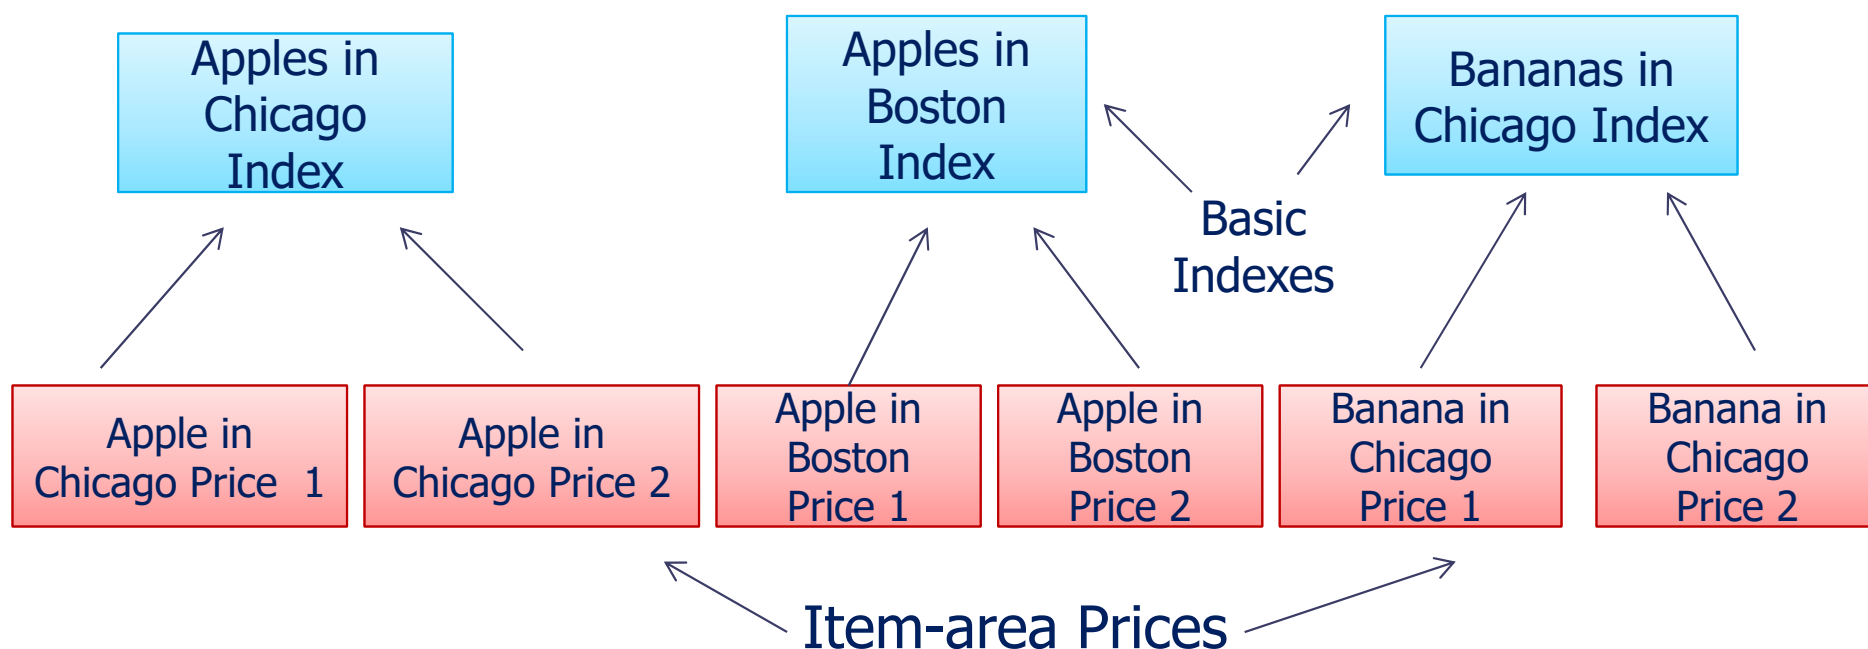 Apples in
Chicago
Index
Apples in
Boston
Index
Bananas in
Chicago Index
Basic
Indexes
Apple in
Chicago Price  1
Apple in
Chicago Price 2
Apple in
Boston
Price 1
Apple in
Boston
Price 2
Banana in
Chicago
Price 1
Banana in
Chicago
Price 2
Item-area Prices